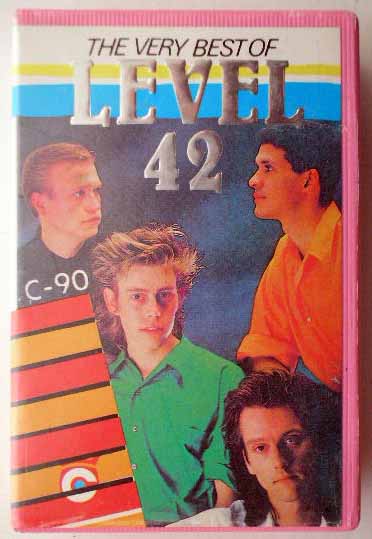 THE VERY BEST OF
LEVEL
42
C-90